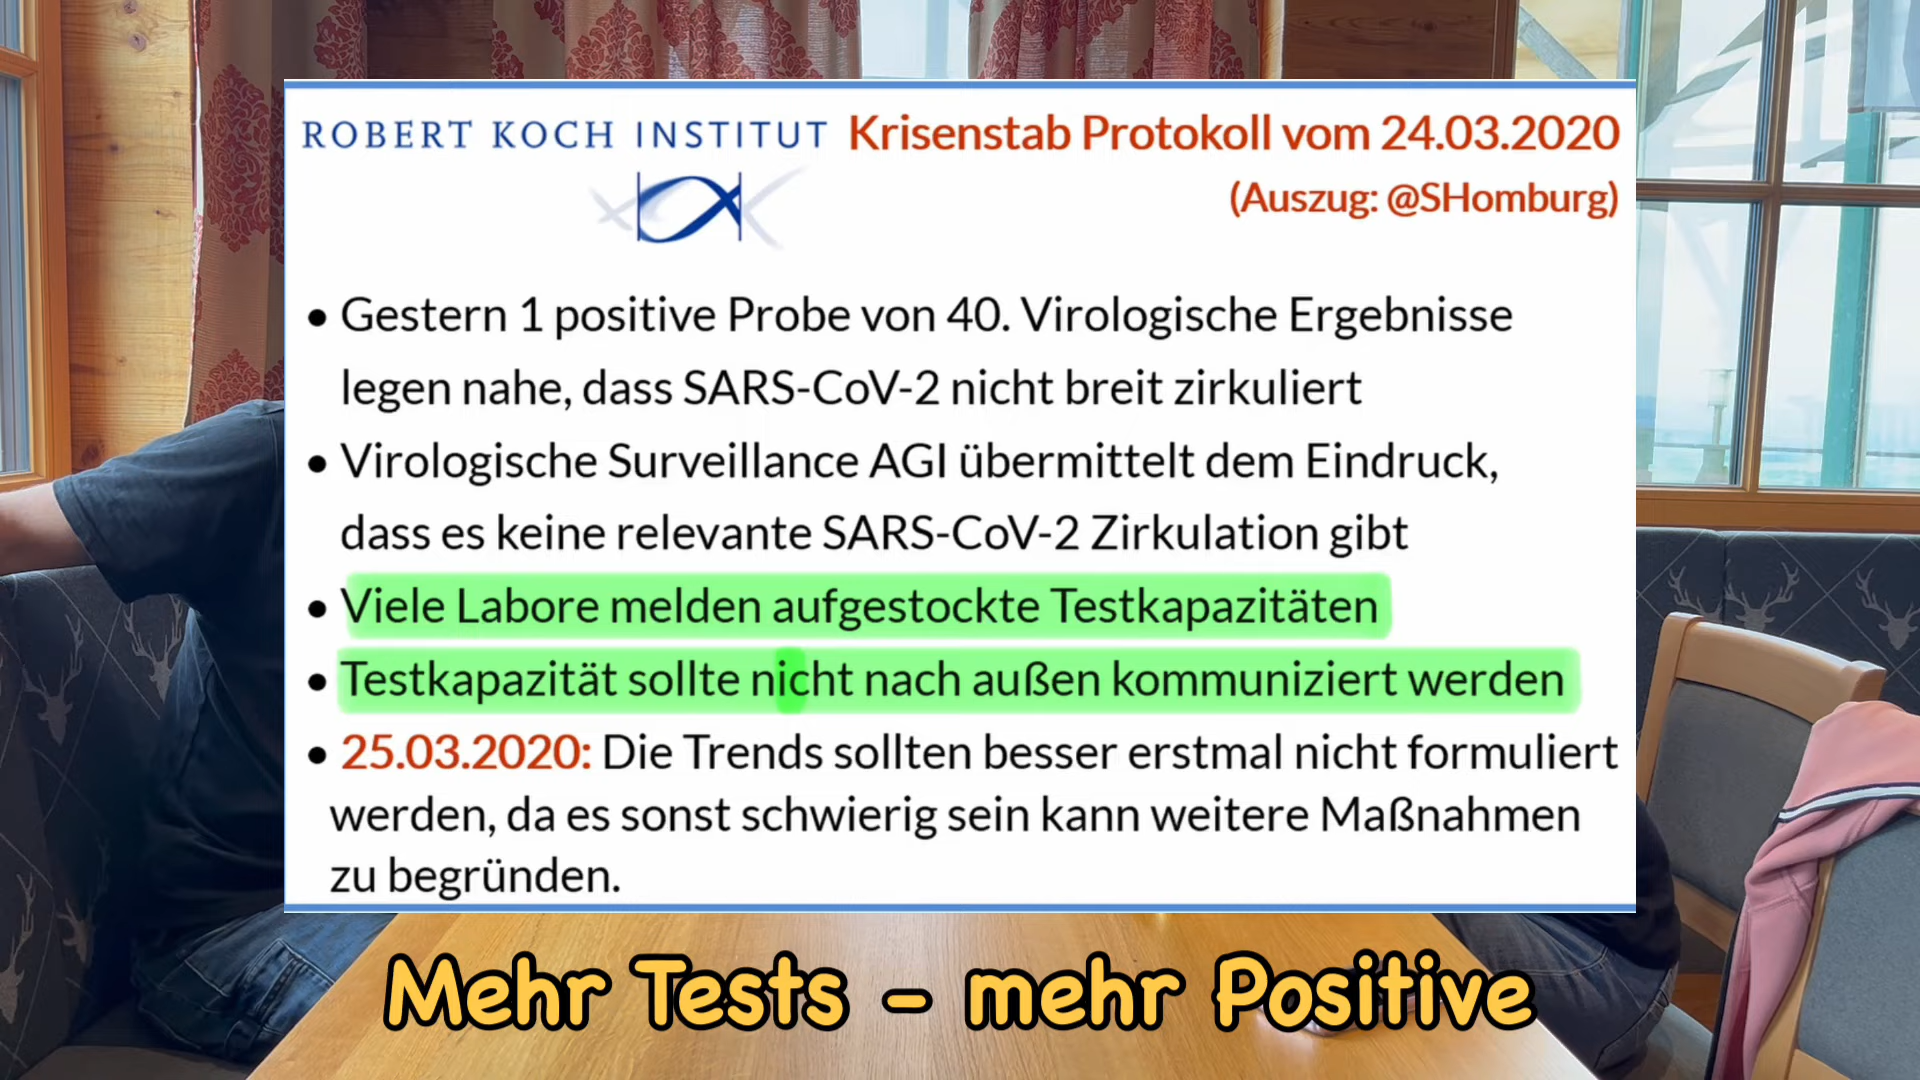 ROBERT KOCH INSTITUT
Krisenstab Protokoll vom 24.03.2020
(Auszug: @SHomburg)
• Gestern 1 positive Probe von 40. Virologische Ergebnisse
legen nahe, dass SARS-CoV-2 nicht breit zirkuliert
• Virologische Surveillance AGI übermittelt dem Eindruck,
dass es keine relevante SARS-CoV-2 Zirkulation gibt
• Viele Labore melden aufgestockte Testkapazitäten
• Testkapazität sollte nicht nach außen kommuniziert werden
• 25.03.2020: Die Trends sollten besser erstmal nicht formuliert
werden, da es sonst schwierig sein kann weitere Maßnahmen
zu begründen.
Mehr Tests - mehr Positive